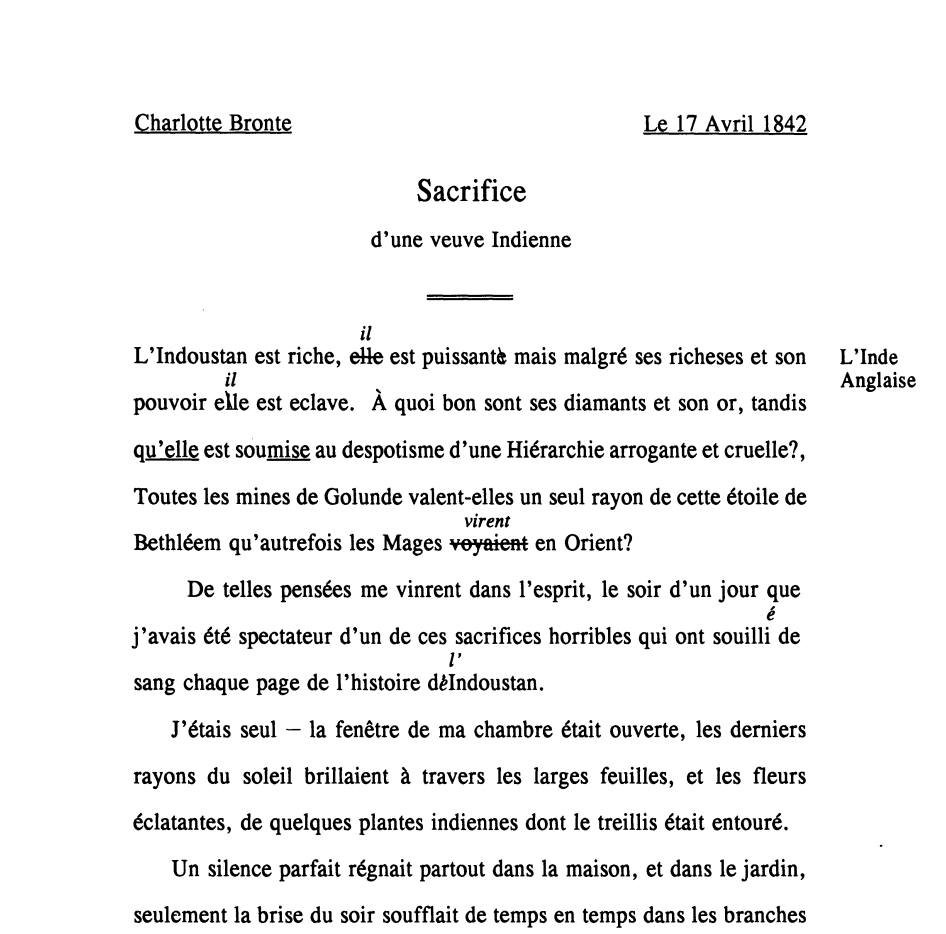 Charlotte Bronte Le 17 Avril 1842
Sacrifice
d'une veuve Indienne
il
L'Indoustan est riche, elle est puissante mais malgré ses richeses et son L'Inde
il Anglaise
pouvoir elle est eclave. À quoi bon sont ses diamants et son or, tandis
qu'elle est soumise au despotisme d'une Hiérarchie arrogante et cruelle?,
Toutes les mines de Golunde valent-elles un seul rayon de cette étoile de
virent
Bethléem qu'autrefois les Mages voyaient en Orient?
De telles pensées me vinrent dans l'esprit, le soir d'un jour que
é
j'avais été spectateur d'un de ces sacrifices horribles qui ont souilli de
l'
sang chaque page de l'histoire de Indoustan.
J'étais seul — la fenêtre de ma chambre était ouverte, les derniers
rayons du soleil brillaient à travers les larges feuilles, et les fleurs
éclatantes, de quelques plantes indiennes dont le treillis était entouré.
Un silence parfait régnait partout dans la maison, et dans le jardin,
seulement la brise du soir soufflait de temps en temps dans les branches